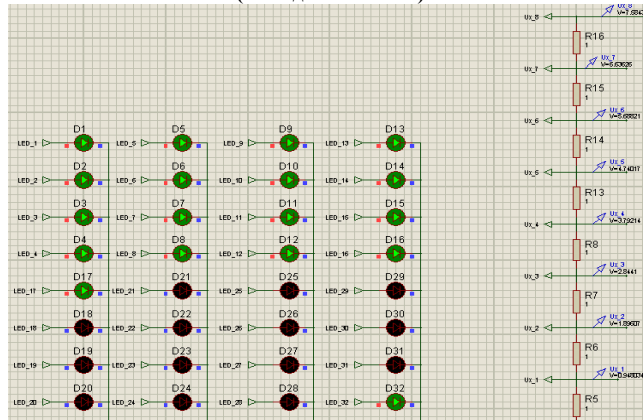 Ux_8
V=7.5843
R16
1
Ux_7
Ux_7
V=6.63626
R15
1
Ux_6
Ux_6
V=5.68821
D1 D5 D9 D13
LED_1 LED_5 LED_9 LED_13
R14
1
D2 D6 D10 D14
LED_2 LED_6 LED_10 LED_14
Ux_5
Ux_5
V=4.74017
D3 D7 D11 D15
LED_3 LED_7 LED_11 LED_15
R13
1
Ux_4
Ux_4
V=3.79214
D4 D8 D12 D16
LED_4 LED_8 LED_12 LED_16
R8
1
D17 D21 D25 D29
LED_17 LED_21 LED_25 LED_29
Ux_3
Ux_3
V=2.8441
R7
1
D18 D22 D26 D30
LED_18 LED_22 LED_26 LED_30
Ux_2
Ux_2
V=1.89607
D19 D23 D27 D31
LED_19 LED_23 LED_27 LED_31
R6
1
Ux_1
Ux_1
D20 D24 D28 D32
LED_20 LED_24 LED_28 LED_32
R5
1